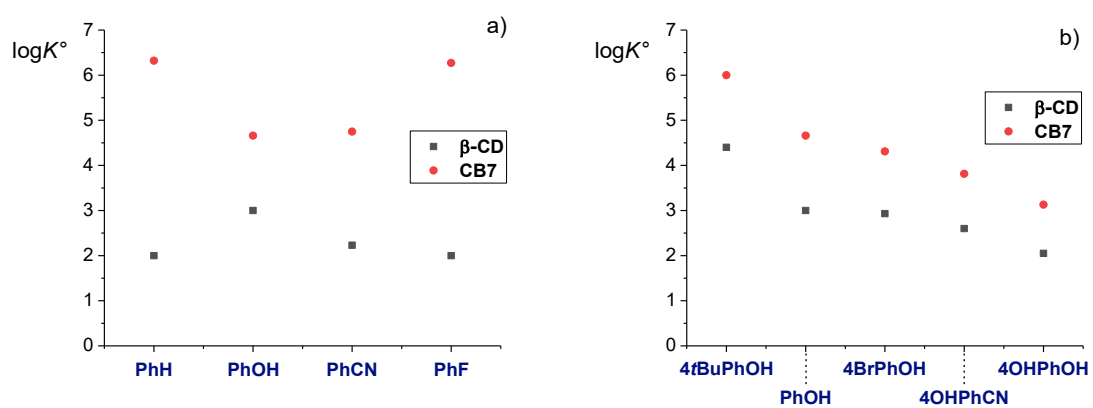 a)
logK°
7
6
5
4
3
2
1
0
β-CD
CB7
PhH PhOH PhCN PhF
b)
logK°
7
6
5
4
3
2
1
0
β-CD
CB7
4tBuPhOH 4BrPhOH 4OHPhOH
PhOH 4OHPhCN